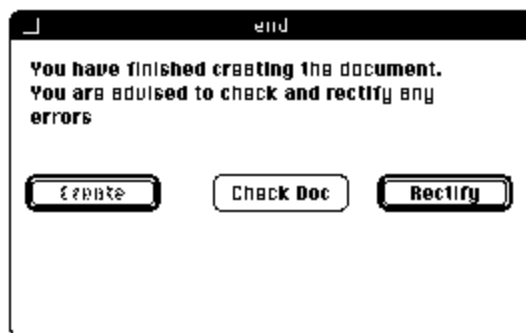 end
You have finished creating the document.
You are advised to check and rectify any
errors
Create
Check Doc
Rectify